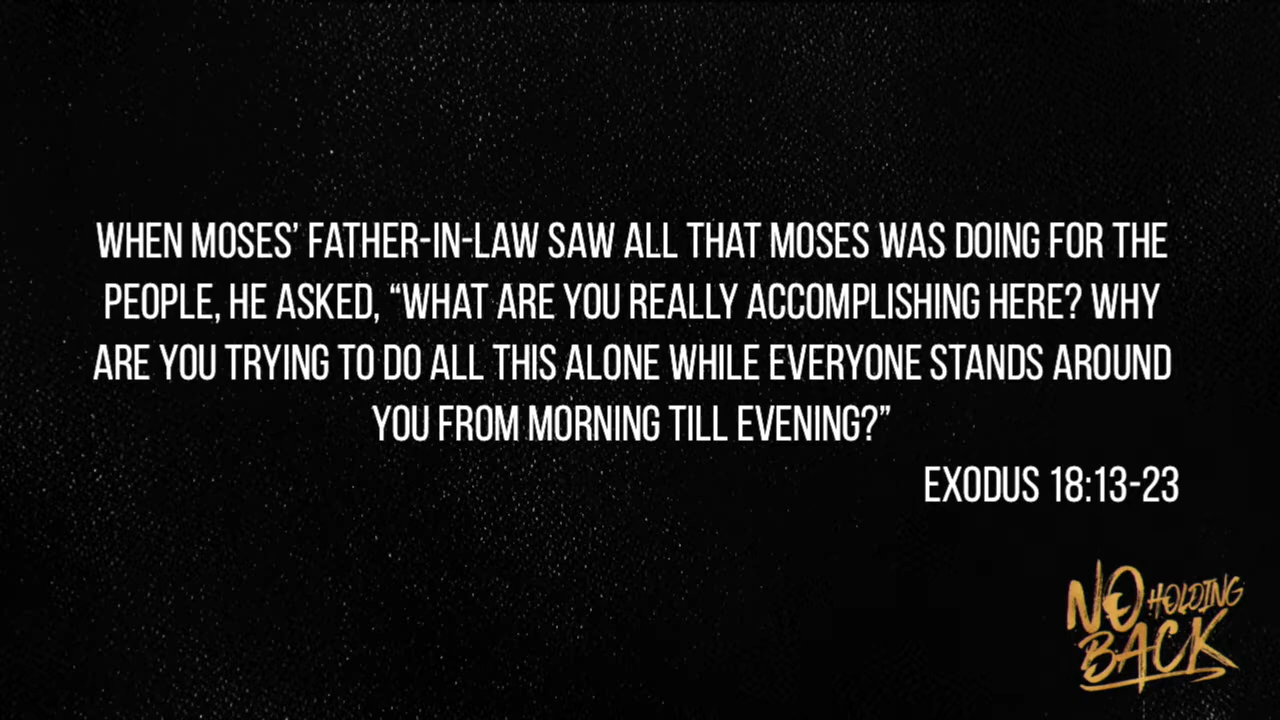 WHEN MOSES’ FATHER-IN-LAW SAW ALL THAT MOSES WAS DOING FOR THE
PEOPLE, HE ASKED, “WHAT ARE YOU REALLY ACCOMPLISHING HERE? WHY
ARE YOU TRYING TO DO ALL THIS ALONE WHILE EVERYONE STANDS AROUND
YOU FROM MORNING TILL EVENING?”
EXODUS 18:13-23
NO HOLDING
BACK